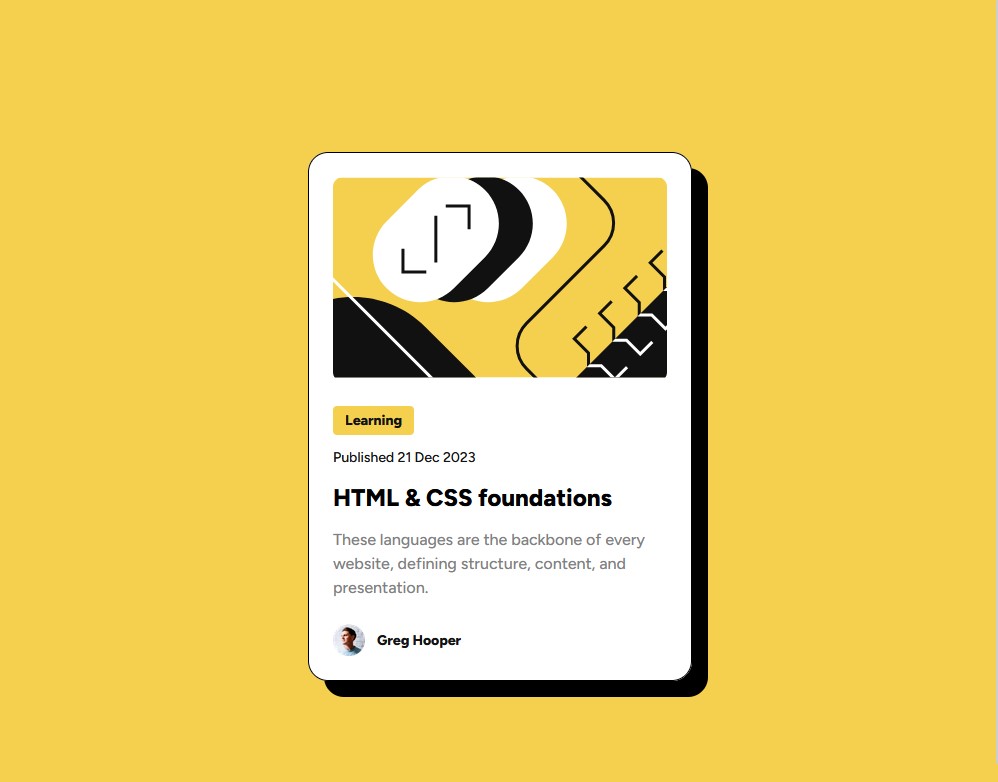 Learning
Published 21 Dec 2023
HTML & CSS foundations
These languages are the backbone of every
website, defining structure, content, and
presentation.
Greg Hooper